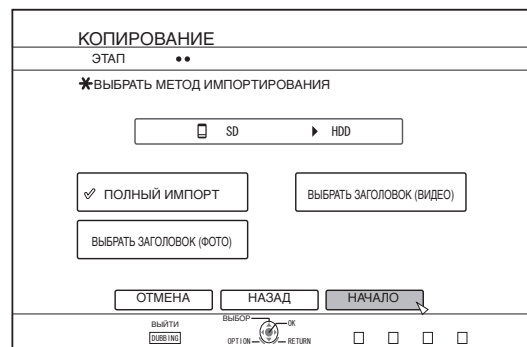 КОПИРОВАНИЕ
ЭТАП
ВЫБРАТЬ МЕТОД ИМПОРТИРОВАНИЯ
SD HDD
ПОЛНЫЙ ИМПОРТ
ВЫБРАТЬ ЗАГОЛОВОК (ВИДЕО)
ВЫБРАТЬ ЗАГОЛОВОК (ФОТО)
ОТМЕНА НАЗАД НАЧАЛО
ВЫЙТИ
DUBBING
ВЫБОР
OK
OPTION
RETURN